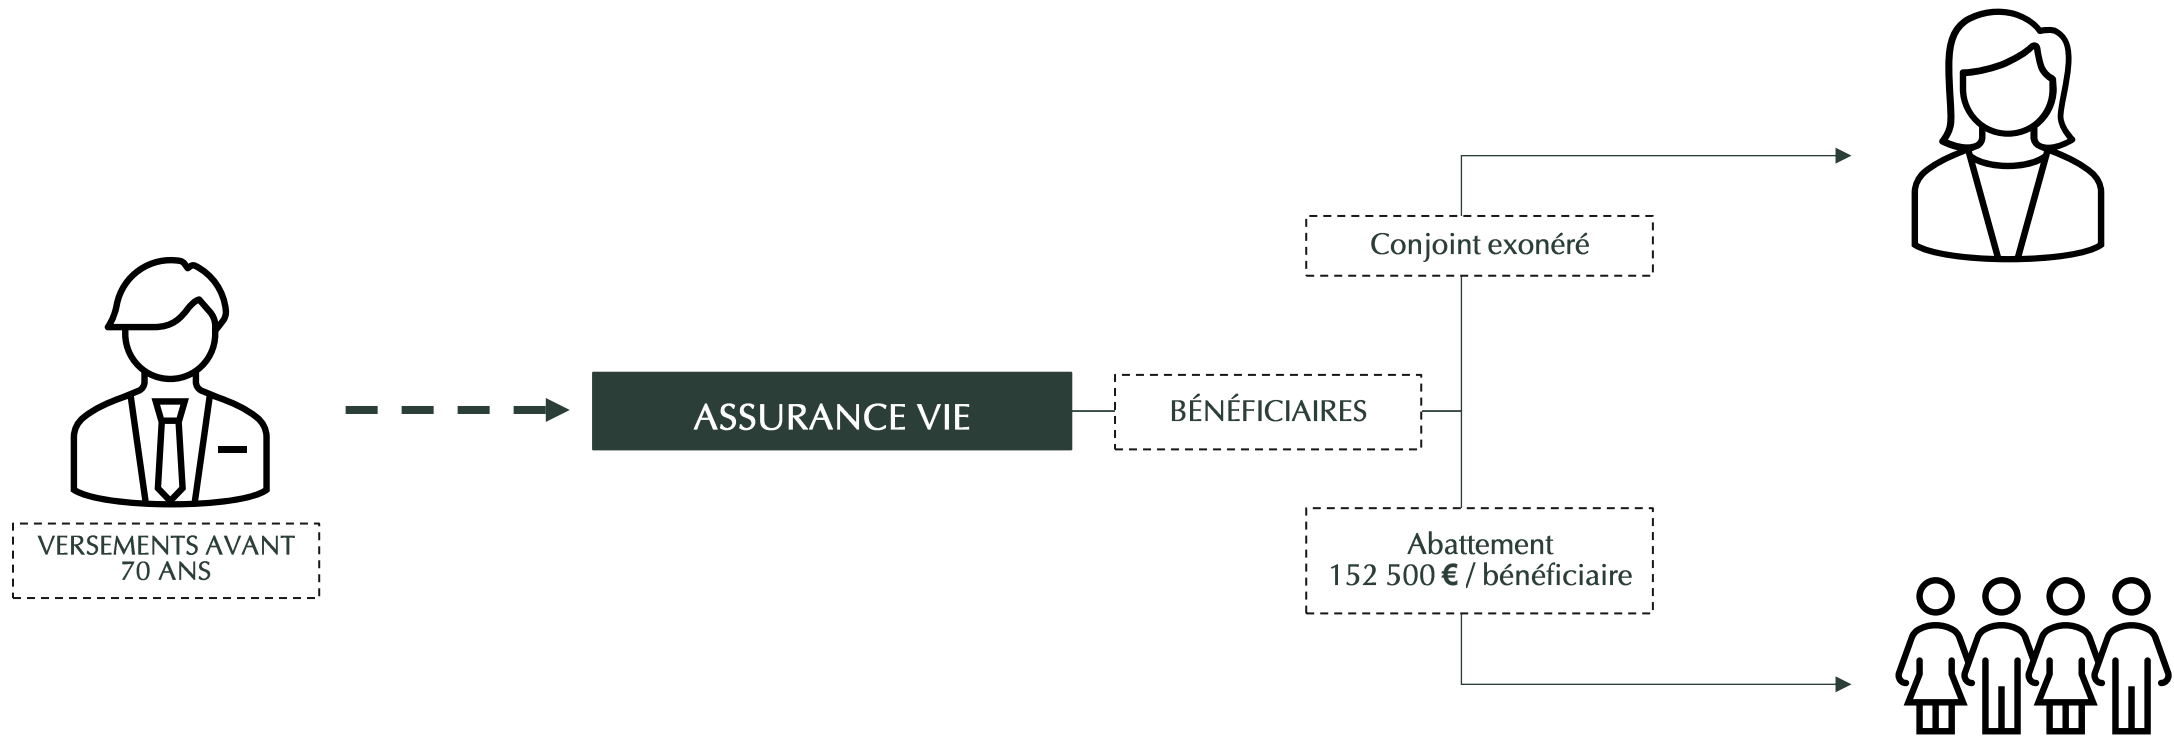 VERSEMENTS AVANT
70 ANS
ASSURANCE VIE
BÉNÉFICIAIRES
Conjoint exonéré
Abattement
152 500 € / bénéficiaire